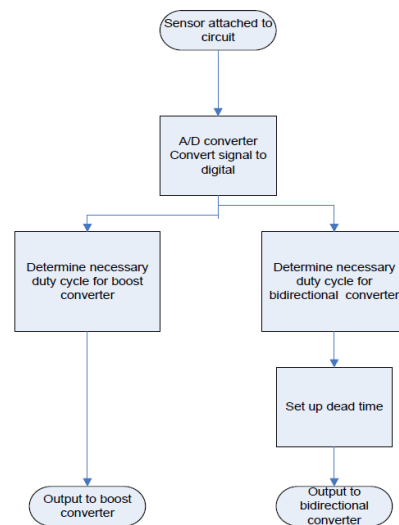 Sensor attached to
circuit
A/D converter
Convert signal to
digital
Determine necessary
duty cycle for boost
converter
Determine necessary
duty cycle for
bidirectional converter
Set up dead time
Output to boost
converter
Output to
bidirectional
converter